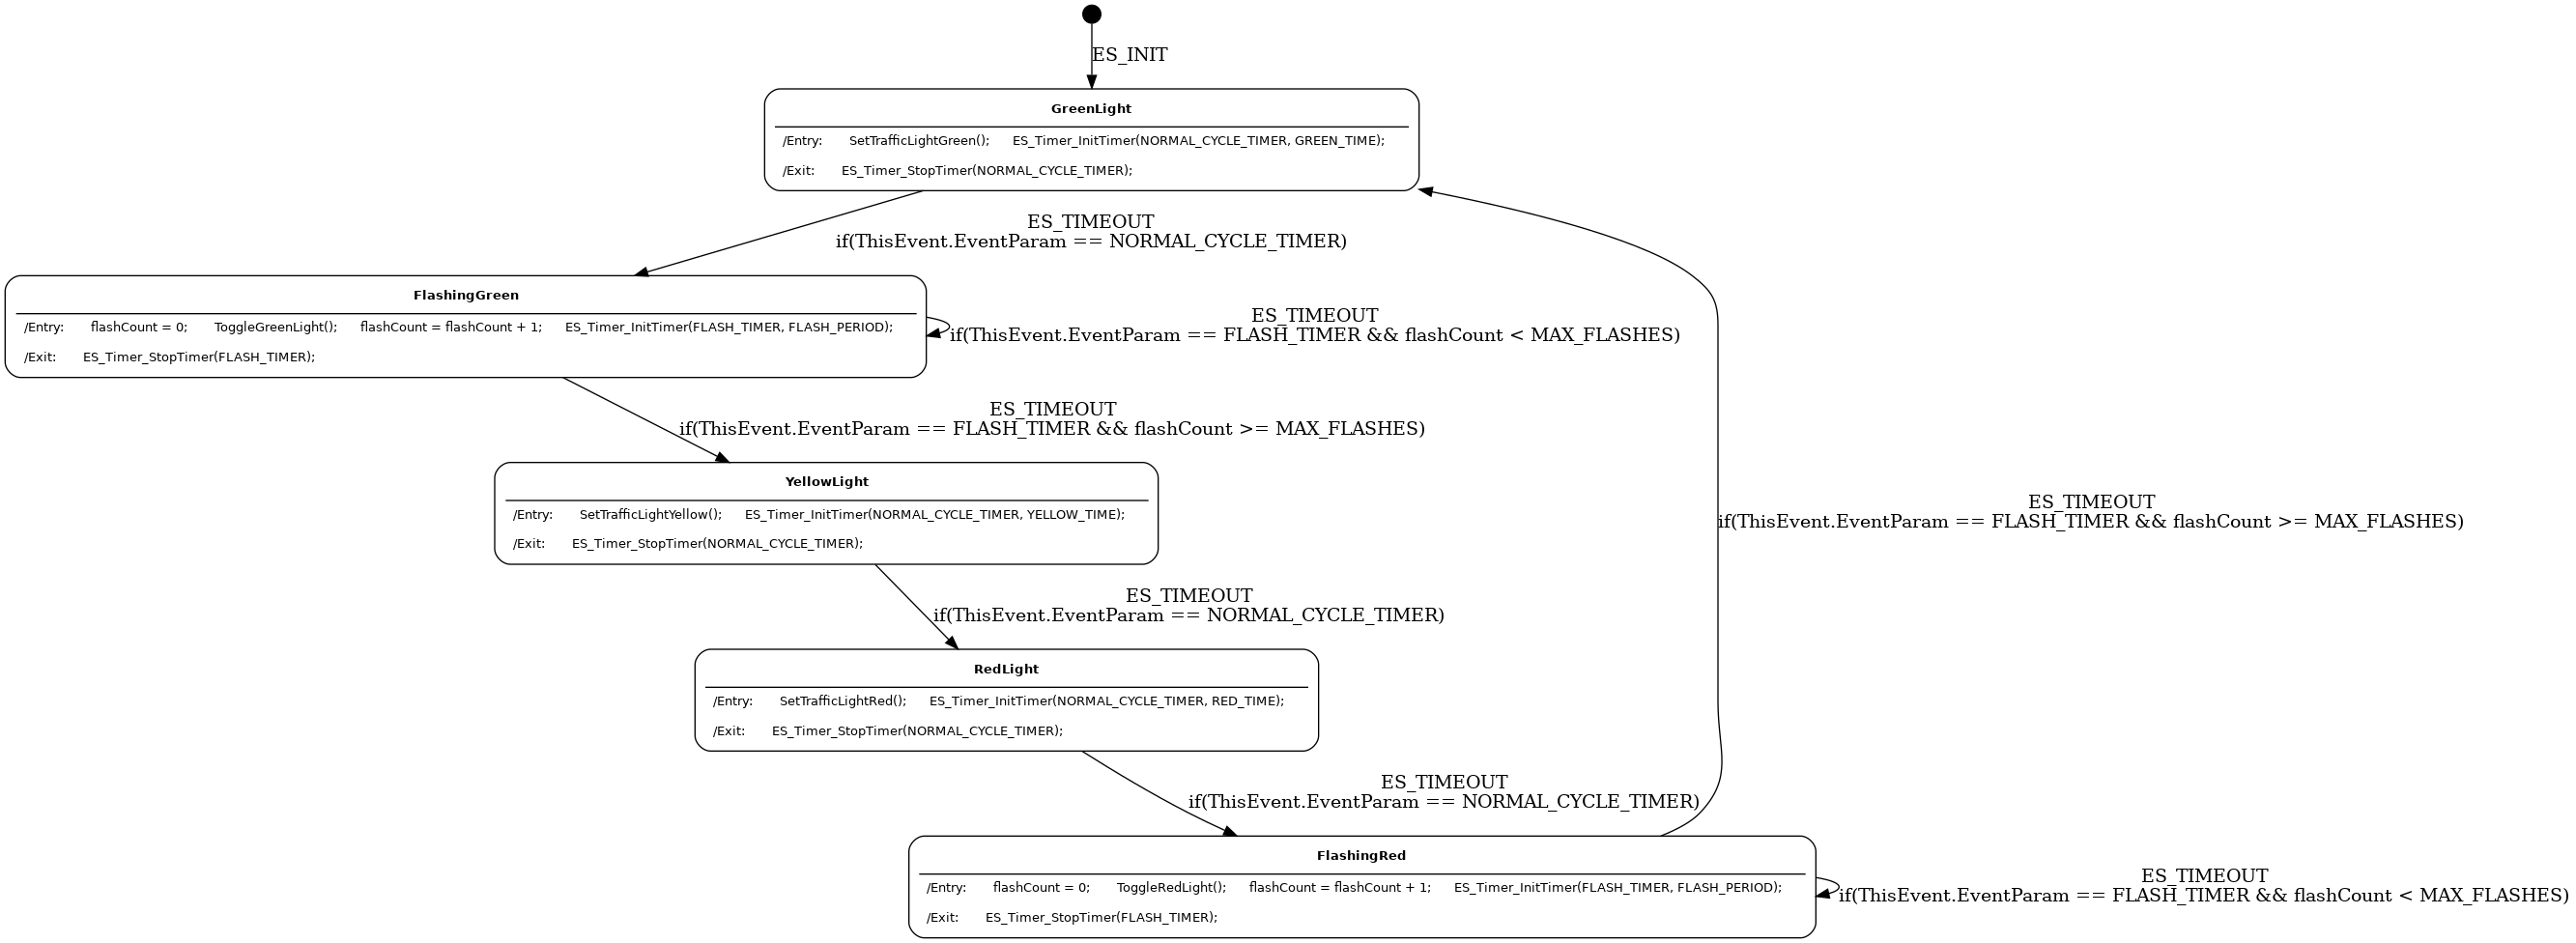 ES_INIT
GreenLight
/Entry: SetTrafficLightGreen(); ES_Timer_InitTimer(NORMAL_CYCLE_TIMER, GREEN_TIME);
/Exit: ES_Timer_StopTimer(NORMAL_CYCLE_TIMER);
ES_TIMEOUT
if(ThisEvent.EventParam == NORMAL_CYCLE_TIMER)
FlashingGreen
/Entry: flashCount = 0; ToggleGreenLight(); flashCount = flashCount + 1; ES_Timer_InitTimer(FLASH_TIMER, FLASH_PERIOD);
/Exit: ES_Timer_StopTimer(FLASH_TIMER);
ES_TIMEOUT
if(ThisEvent.EventParam == FLASH_TIMER && flashCount < MAX_FLASHES)
ES_TIMEOUT
if(ThisEvent.EventParam == FLASH_TIMER && flashCount >= MAX_FLASHES)
YellowLight
/Entry: SetTrafficLightYellow(); ES_Timer_InitTimer(NORMAL_CYCLE_TIMER, YELLOW_TIME);
/Exit: ES_Timer_StopTimer(NORMAL_CYCLE_TIMER);
ES_TIMEOUT
if(ThisEvent.EventParam == FLASH_TIMER && flashCount >= MAX_FLASHES)
ES_TIMEOUT
if(ThisEvent.EventParam == NORMAL_CYCLE_TIMER)
RedLight
/Entry: SetTrafficLightRed(); ES_Timer_InitTimer(NORMAL_CYCLE_TIMER, RED_TIME);
/Exit: ES_Timer_StopTimer(NORMAL_CYCLE_TIMER);
ES_TIMEOUT
if(ThisEvent.EventParam == NORMAL_CYCLE_TIMER)
FlashingRed
/Entry: flashCount = 0; ToggleRedLight(); flashCount = flashCount + 1; ES_Timer_InitTimer(FLASH_TIMER, FLASH_PERIOD);
/Exit: ES_Timer_StopTimer(FLASH_TIMER);
ES_TIMEOUT
if(ThisEvent.EventParam == FLASH_TIMER && flashCount < MAX_FLASHES)